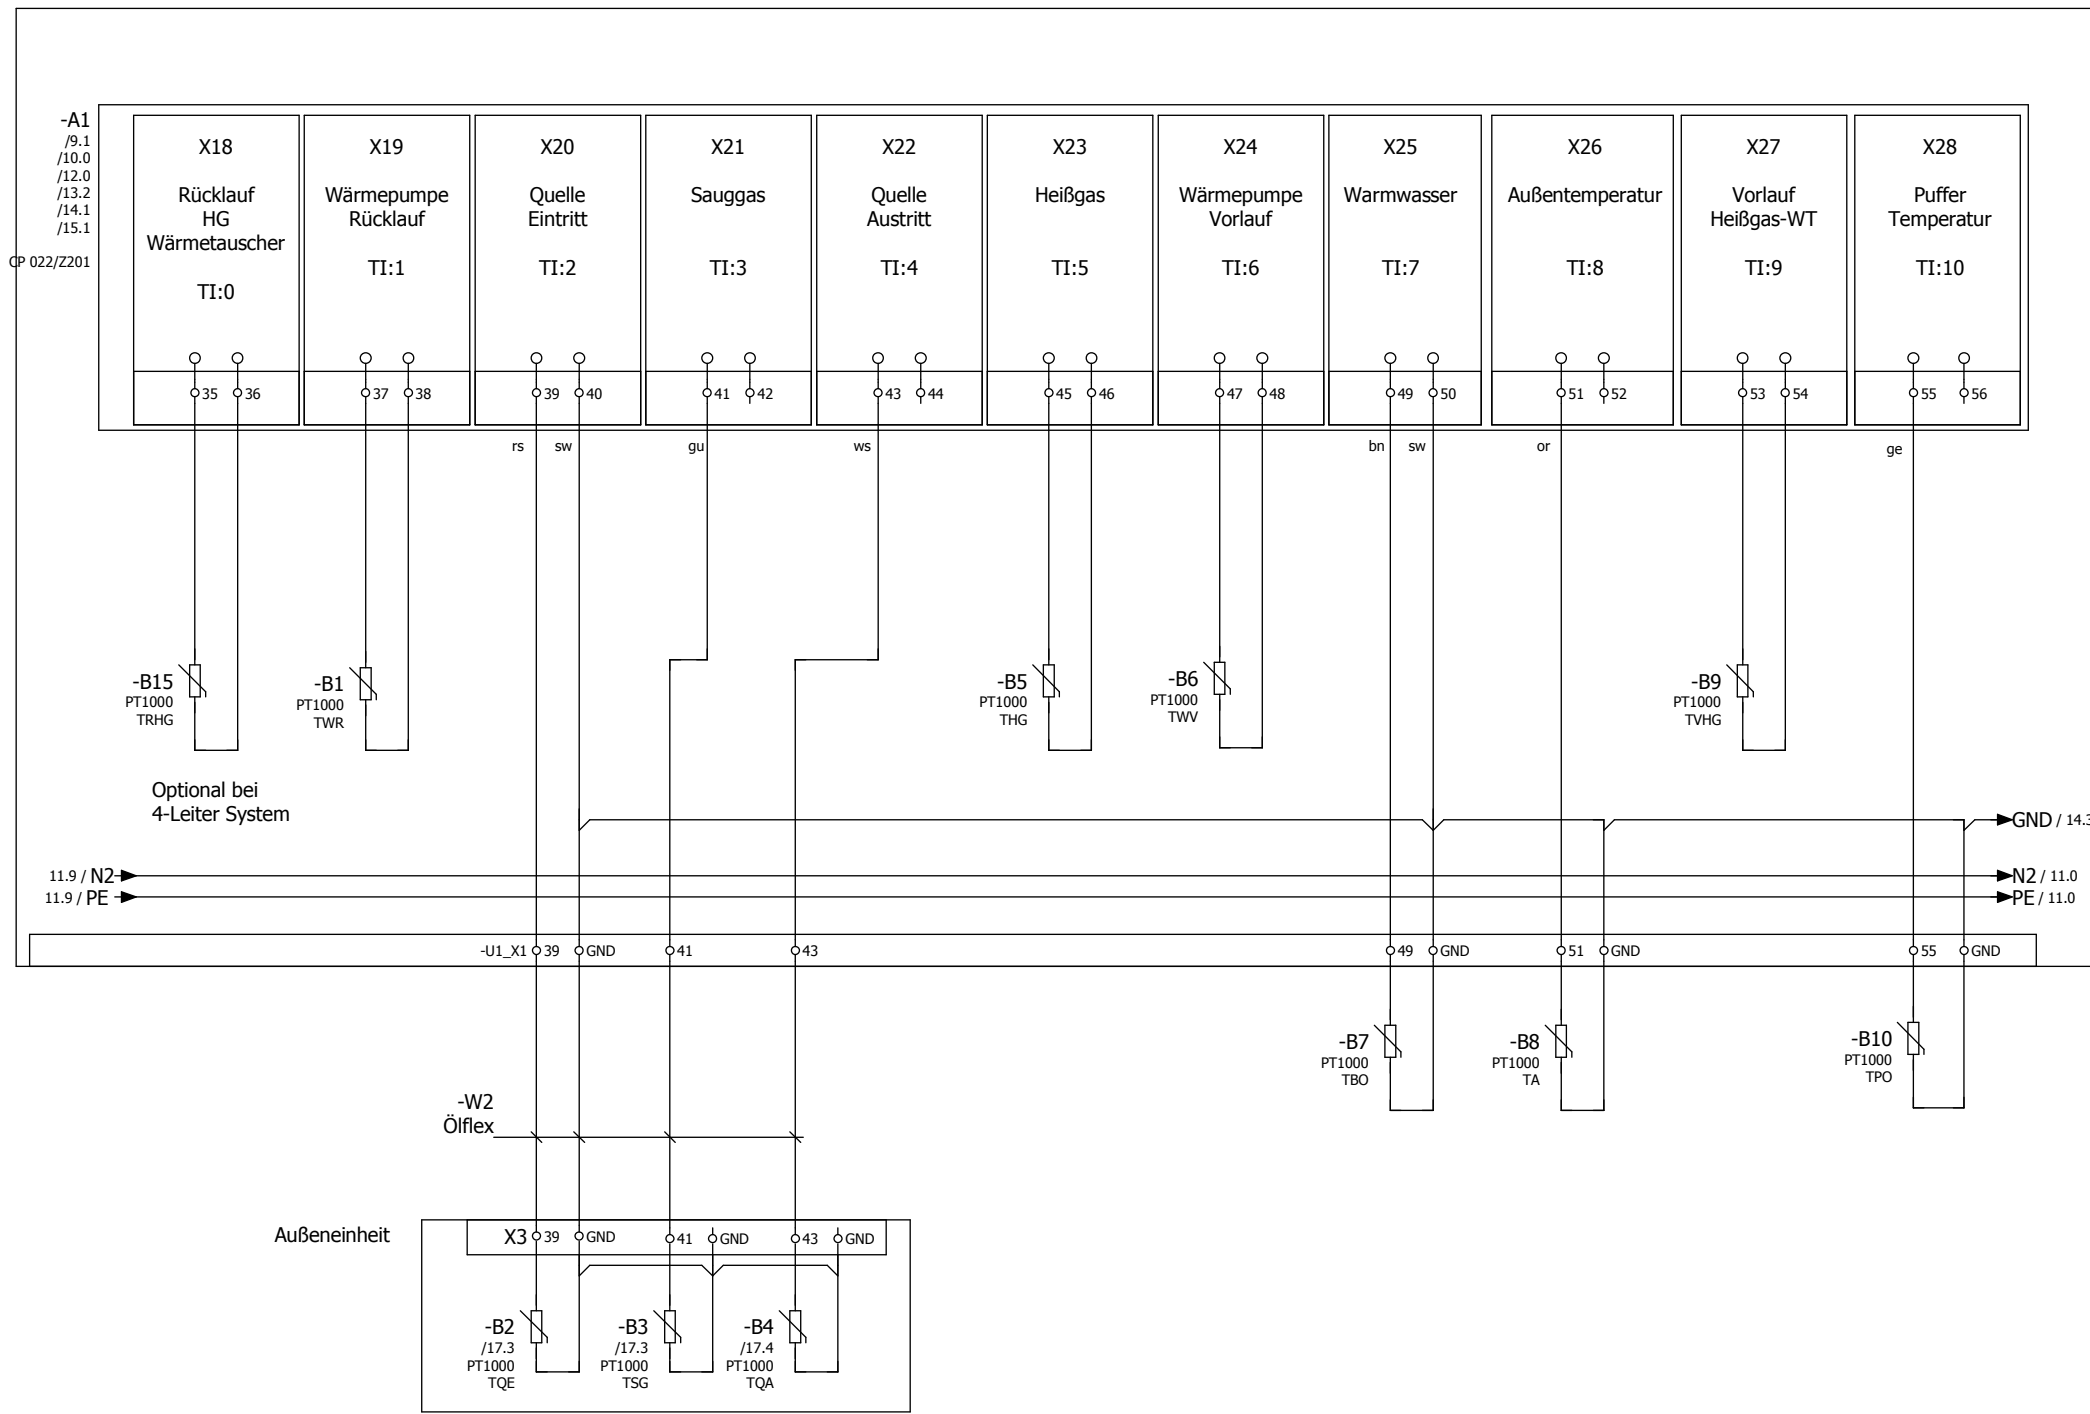 -A1
/9.1
/10.0
/12.0
/13.2
/14.1
/15.1
CP 022/Z201
X18
Rücklauf
HG
Wärmetauscher
TI:0
X19
Wärmepumpe
Rücklauf
TI:1
X20
Quelle
Eintritt
TI:2
X21
Sauggas
TI:3
X22
Quelle
Austritt
TI:4
X23
Heißgas
TI:5
X24
Wärmepumpe
Vorlauf
TI:6
X25
Warmwasser
TI:7
X26
Außentemperatur
TI:8
X27
Vorlauf
Heißgas-WT
TI:9
X28
Puffer
Temperatur
TI:10
35 36 37 38 39 40 41 42 43 44 45 46 47 48 49 50 51 52 53 54 55 56
rs sw gu ws bn sw or ge
-B15
PT1000
TRHG
-B1
PT1000
TWR
-B5
PT1000
THG
-B6
PT1000
TWV
-B9
PT1000
TVHG
Optional bei
4-Leiter System
GND / 14.3
11.9 / N2
N2 / 11.0
11.9 / PE
PE / 11.0
-U1_X1 39 GND 41 43 49 GND 51 GND 55 GND
-B7
PT1000
TBO
-B8
PT1000
TA
-B10
PT1000
TPO
-W2
Ölflex
Außeneinheit
X3 39 GND 41 GND 43 GND
-B2
/17.3
PT1000
TQE
-B3
/17.3
PT1000
TSG
-B4
/17.4
PT1000
TQA